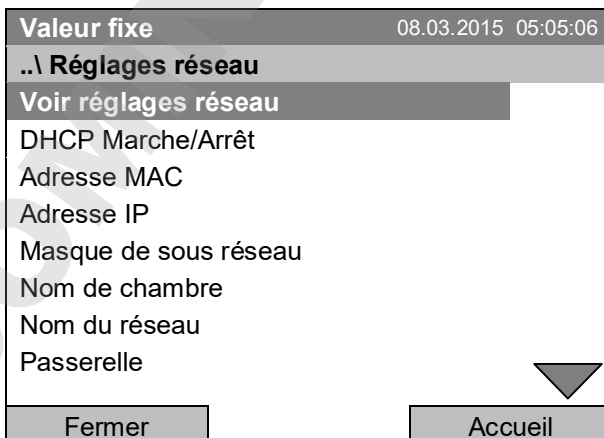 Valeur fixe 08.03.2015 05:05:06
..\ Réglages réseau
Voir réglages réseau
DHCP Marche/Arrêt
Adresse MAC
Adresse IP
Masque de sous réseau
Nom de chambre
Nom du réseau
Passerelle
Fermer Accueil